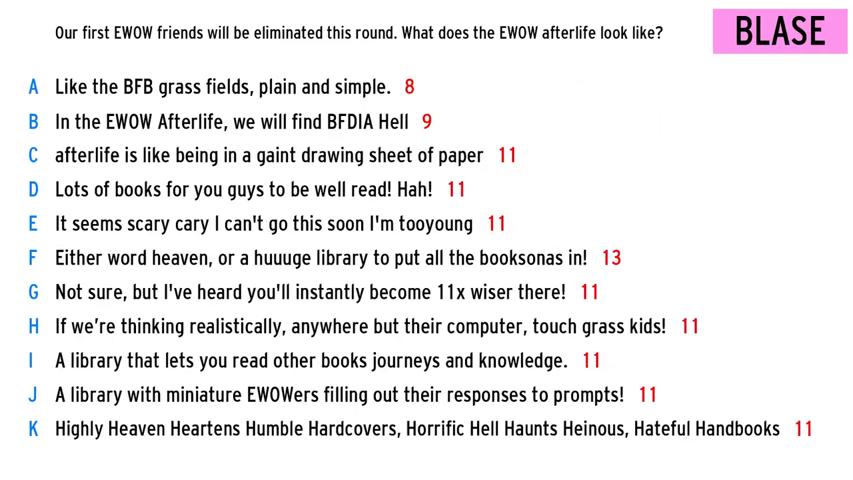 Our first EWOW friends will be eliminated this round. What does the EWOW afterlife look like?
BLASE
A Like the BFB grass fields, plain and simple. 8
B In the EWOW Afterlife, we will find BFDIA Hell 9
C afterlife is like being in a gaint drawing sheet of paper 11
D Lots of books for you guys to be well read! Hah! 11
E It seems scary cary I can't go this soon I'm tooyoung 11
F Either word heaven, or a huuuge library to put all the booksonas in! 13
G Not sure, but I've heard you'll instantly become 11x wiser there! 11
H If we’re thinking realistically, anywhere but their computer, touch grass kids! 11
I A library that lets you read other books journeys and knowledge. 11
J A library with miniature EWOWers filling out their responses to prompts! 11
K Highly Heaven Heartens Humble Hardcovers, Horrific Hell Haunts Heinous, Hateful Handbooks 11